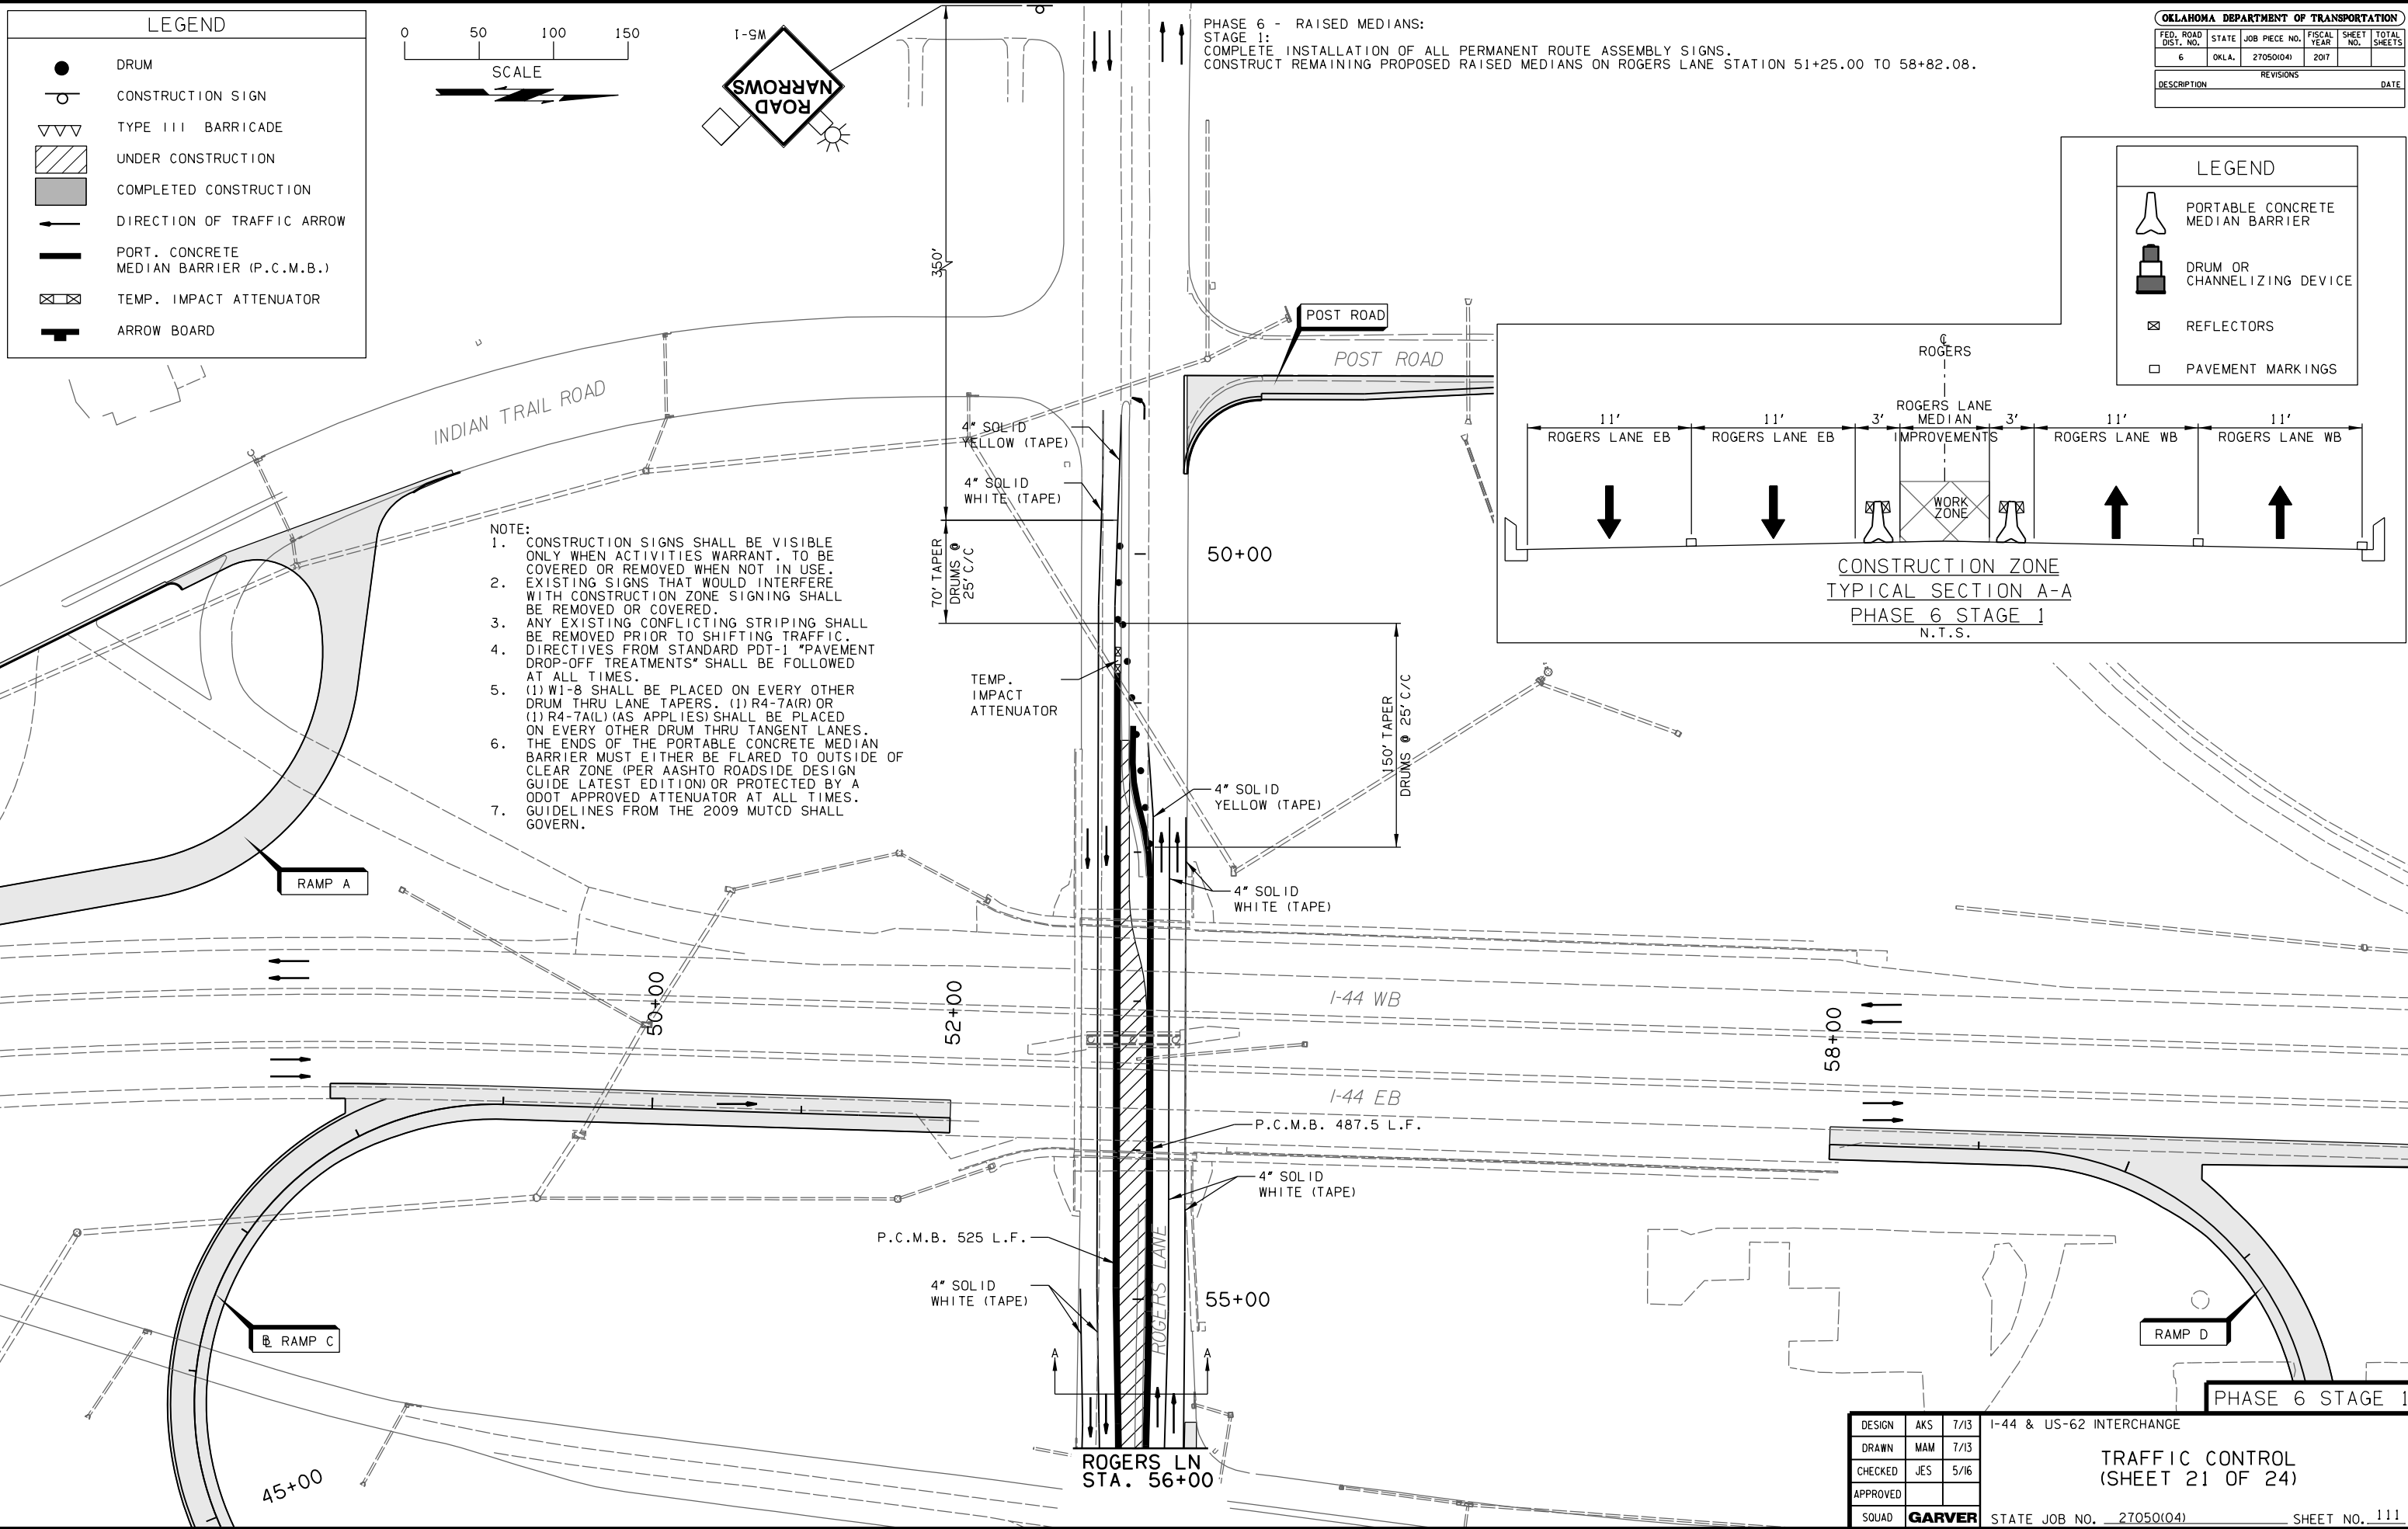 LEGEND
DRUM
CONSTRUCTION SIGN
TYPE III BARRICADE
UNDER CONSTRUCTION
COMPLETED CONSTRUCTION
DIRECTION OF TRAFFIC ARROW
PORT. CONCRETE
MEDIAN BARRIER (P.C.M.B.)
TEMP. IMPACT ATTENUATOR
ARROW BOARD
0 50 100 150
SCALE
W5-1
ROAD
NARROWS
PHASE 6 - RAISED MEDIANS:
STAGE 1:
COMPLETE INSTALLATION OF ALL PERMANENT ROUTE ASSEMBLY SIGNS.
CONSTRUCT REMAINING PROPOSED RAISED MEDIANS ON ROGERS LANE STATION 51+25.00 TO 58+82.08.
OKLAHOMA DEPARTMENT OF TRANSPORTATION
FED. ROAD DIST. NO. STATE JOB PIECE NO. FISCAL YEAR SHEET NO. TOTAL SHEETS
6 OKLA. 27050(04) 2017
REVISIONS
DESCRIPTION DATE
LEGEND
PORTABLE CONCRETE
MEDIAN BARRIER
DRUM OR
CHANNELIZING DEVICE
REFLECTORS
PAVEMENT MARKINGS
℄
ROGERS
ROGERS LANE
MEDIAN
IMPROVEMENTS
11' 11' 3' 3' 11' 11'
ROGERS LANE EB ROGERS LANE EB ROGERS LANE WB ROGERS LANE WB
WORK
ZONE
CONSTRUCTION ZONE
TYPICAL SECTION A-A
PHASE 6 STAGE 1
N.T.S.
350'
POST ROAD
POST ROAD
INDIAN TRAIL ROAD
4" SOLID
YELLOW (TAPE)
4" SOLID
WHITE (TAPE)
70' TAPER
DRUMS @
25' C/C
50+00
NOTE:
1. CONSTRUCTION SIGNS SHALL BE VISIBLE
ONLY WHEN ACTIVITIES WARRANT. TO BE
COVERED OR REMOVED WHEN NOT IN USE.
2. EXISTING SIGNS THAT WOULD INTERFERE
WITH CONSTRUCTION ZONE SIGNING SHALL
BE REMOVED OR COVERED.
3. ANY EXISTING CONFLICTING STRIPING SHALL
BE REMOVED PRIOR TO SHIFTING TRAFFIC.
4. DIRECTIVES FROM STANDARD PDT-1 "PAVEMENT
DROP-OFF TREATMENTS" SHALL BE FOLLOWED
AT ALL TIMES.
5. (1) W1-8 SHALL BE PLACED ON EVERY OTHER
DRUM THRU LANE TAPERS. (1) R4-7A(R) OR
(1) R4-7A(L) (AS APPLIES) SHALL BE PLACED
ON EVERY OTHER DRUM THRU TANGENT LANES.
6. THE ENDS OF THE PORTABLE CONCRETE MEDIAN
BARRIER MUST EITHER BE FLARED TO OUTSIDE OF
CLEAR ZONE (PER AASHTO ROADSIDE DESIGN
GUIDE LATEST EDITION) OR PROTECTED BY A
ODOT APPROVED ATTENUATOR AT ALL TIMES.
7. GUIDELINES FROM THE 2009 MUTCD SHALL
GOVERN.
TEMP.
IMPACT
ATTENUATOR
150' TAPER
DRUMS @ 25' C/C
4" SOLID
YELLOW (TAPE)
4" SOLID
WHITE (TAPE)
RAMP A
50+00
52+00
58+00
I-44 WB
I-44 EB
P.C.M.B. 487.5 L.F.
4" SOLID
WHITE (TAPE)
P.C.M.B. 525 L.F.
4" SOLID
WHITE (TAPE)
ROGERS LANE
55+00
A A
℄ RAMP C
RAMP D
45+00
ROGERS LN
STA. 56+00
PHASE 6 STAGE 1
DESIGN AKS 7/13
DRAWN MAM 7/13
CHECKED JES 5/16
APPROVED
SQUAD GARVER
I-44 & US-62 INTERCHANGE
TRAFFIC CONTROL
(SHEET 21 OF 24)
STATE JOB NO. 27050(04) SHEET NO. 111